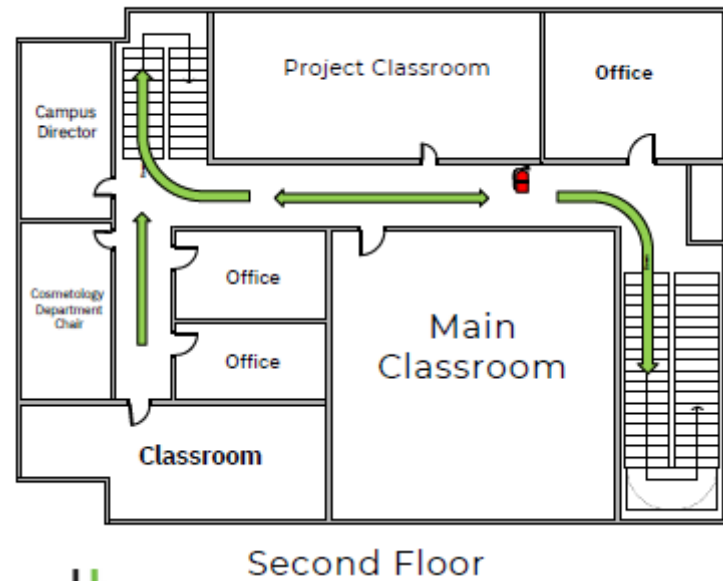 Project Classroom
Office
Campus
Director
Cosmetology
Department
Chair
Office
Office
Main
Classroom
Classroom
Second Floor